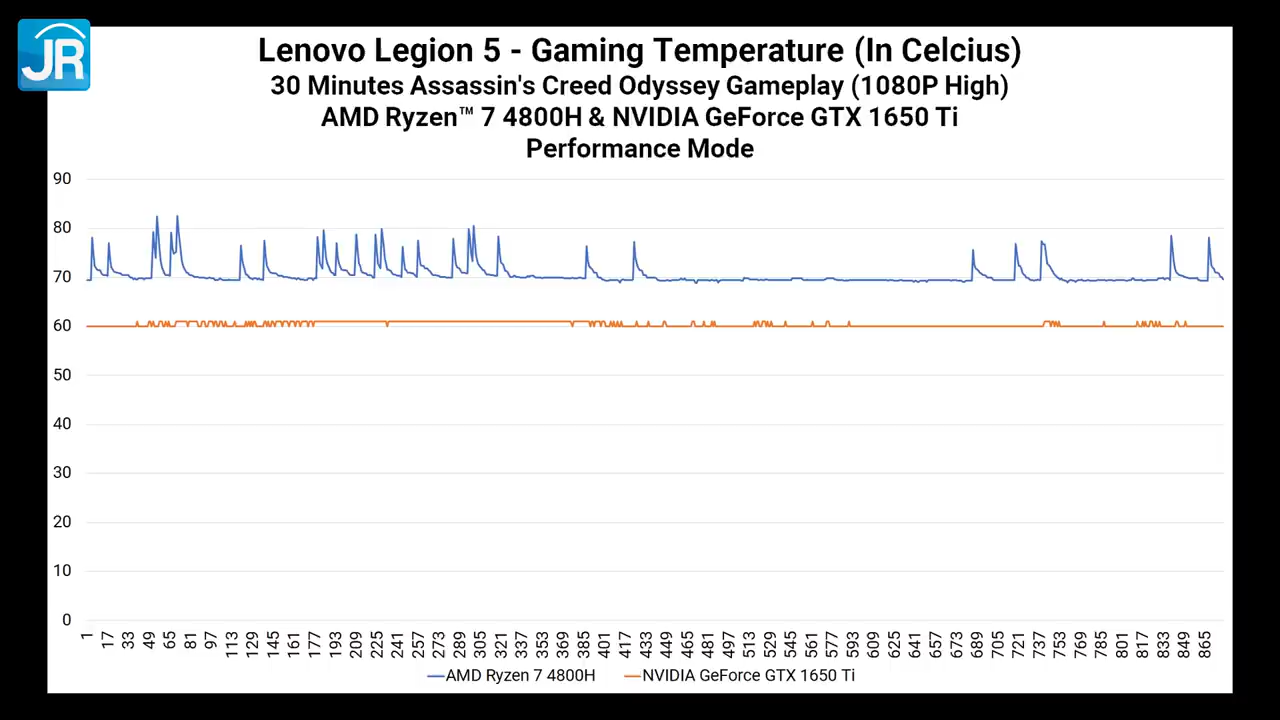 JR
Lenovo Legion 5 - Gaming Temperature (In Celcius)
30 Minutes Assassin's Creed Odyssey Gameplay (1080P High)
AMD Ryzen™ 7 4800H & NVIDIA GeForce GTX 1650 Ti
Performance Mode
90
80
70
60
50
40
30
20
10
0
1 17 33 49 65 81 97 113 129 145 161 177 193 209 225 241 257 273 289 305 321 337 353 369 385 401 417 433 449 465 481 497 513 529 545 561 577 593 609 625 641 657 673 689 705 721 737 753 769 785 801 817 833 849 865
AMD Ryzen 7 4800H NVIDIA GeForce GTX 1650 Ti